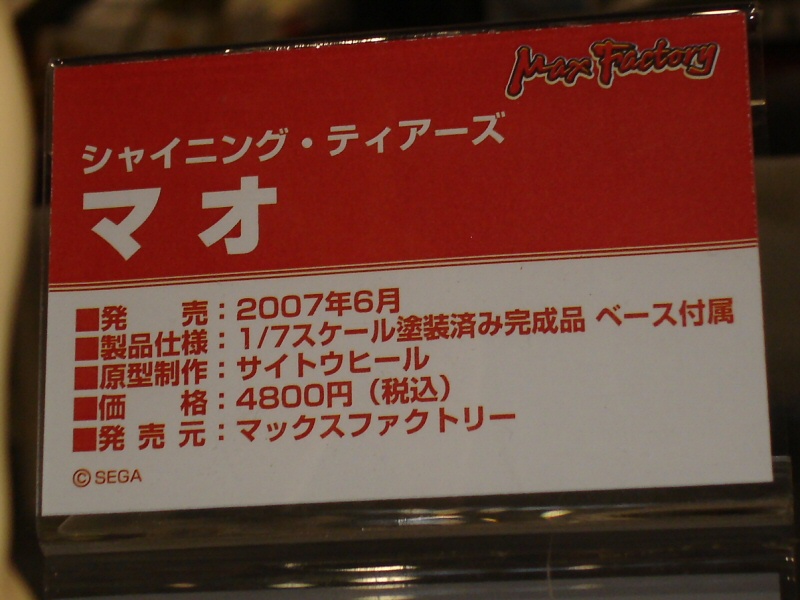 Max Factory
シャイニング・ティアーズ
マオ
■発　売：2007年6月
■製品仕様：1/7スケール塗装済み完成品 ベース付属
■原型制作：サイトウヒール
■価　格：4800円（税込）
■発 売 元：マックスファクトリー
©SEGA